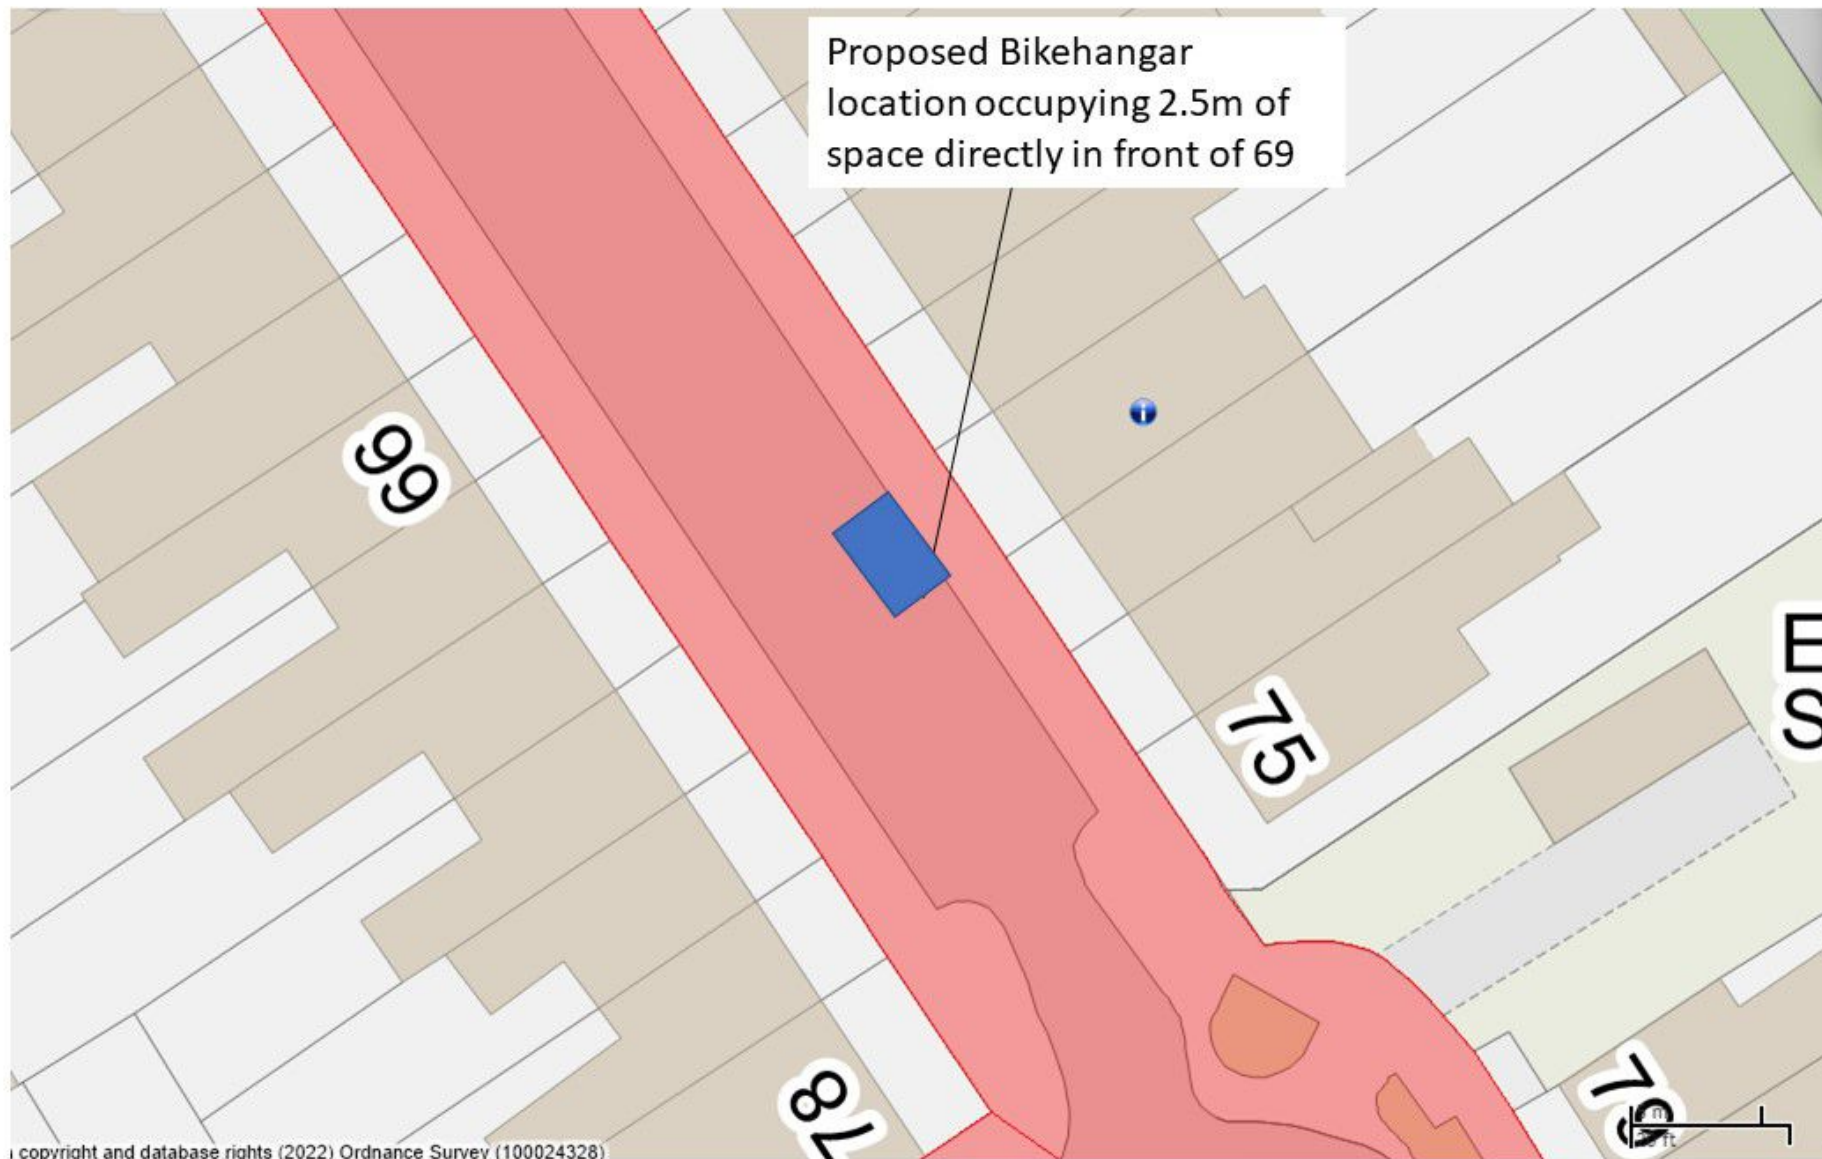 Proposed Bikehangar
location occupying 2.5m of
space directly in front of 69
66
i
E
S
75
78
79
m
ft
copyright and database rights (2022) Ordnance Survey (100024328)